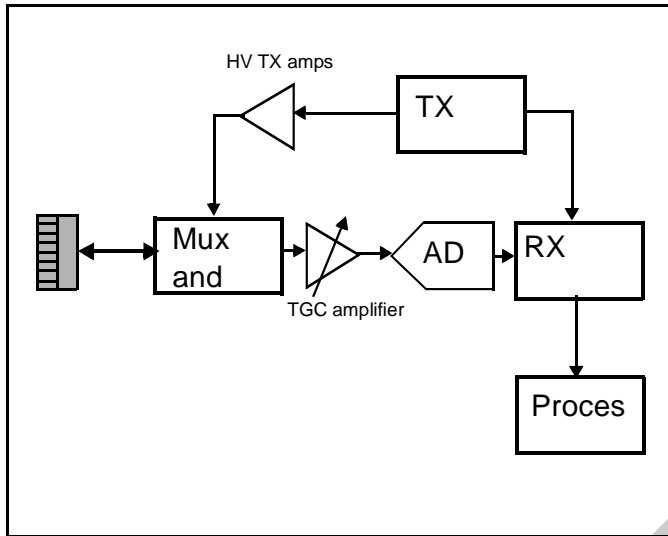 HV TX amps
TX
Mux
and
TGC amplifier
AD
RX
Proces